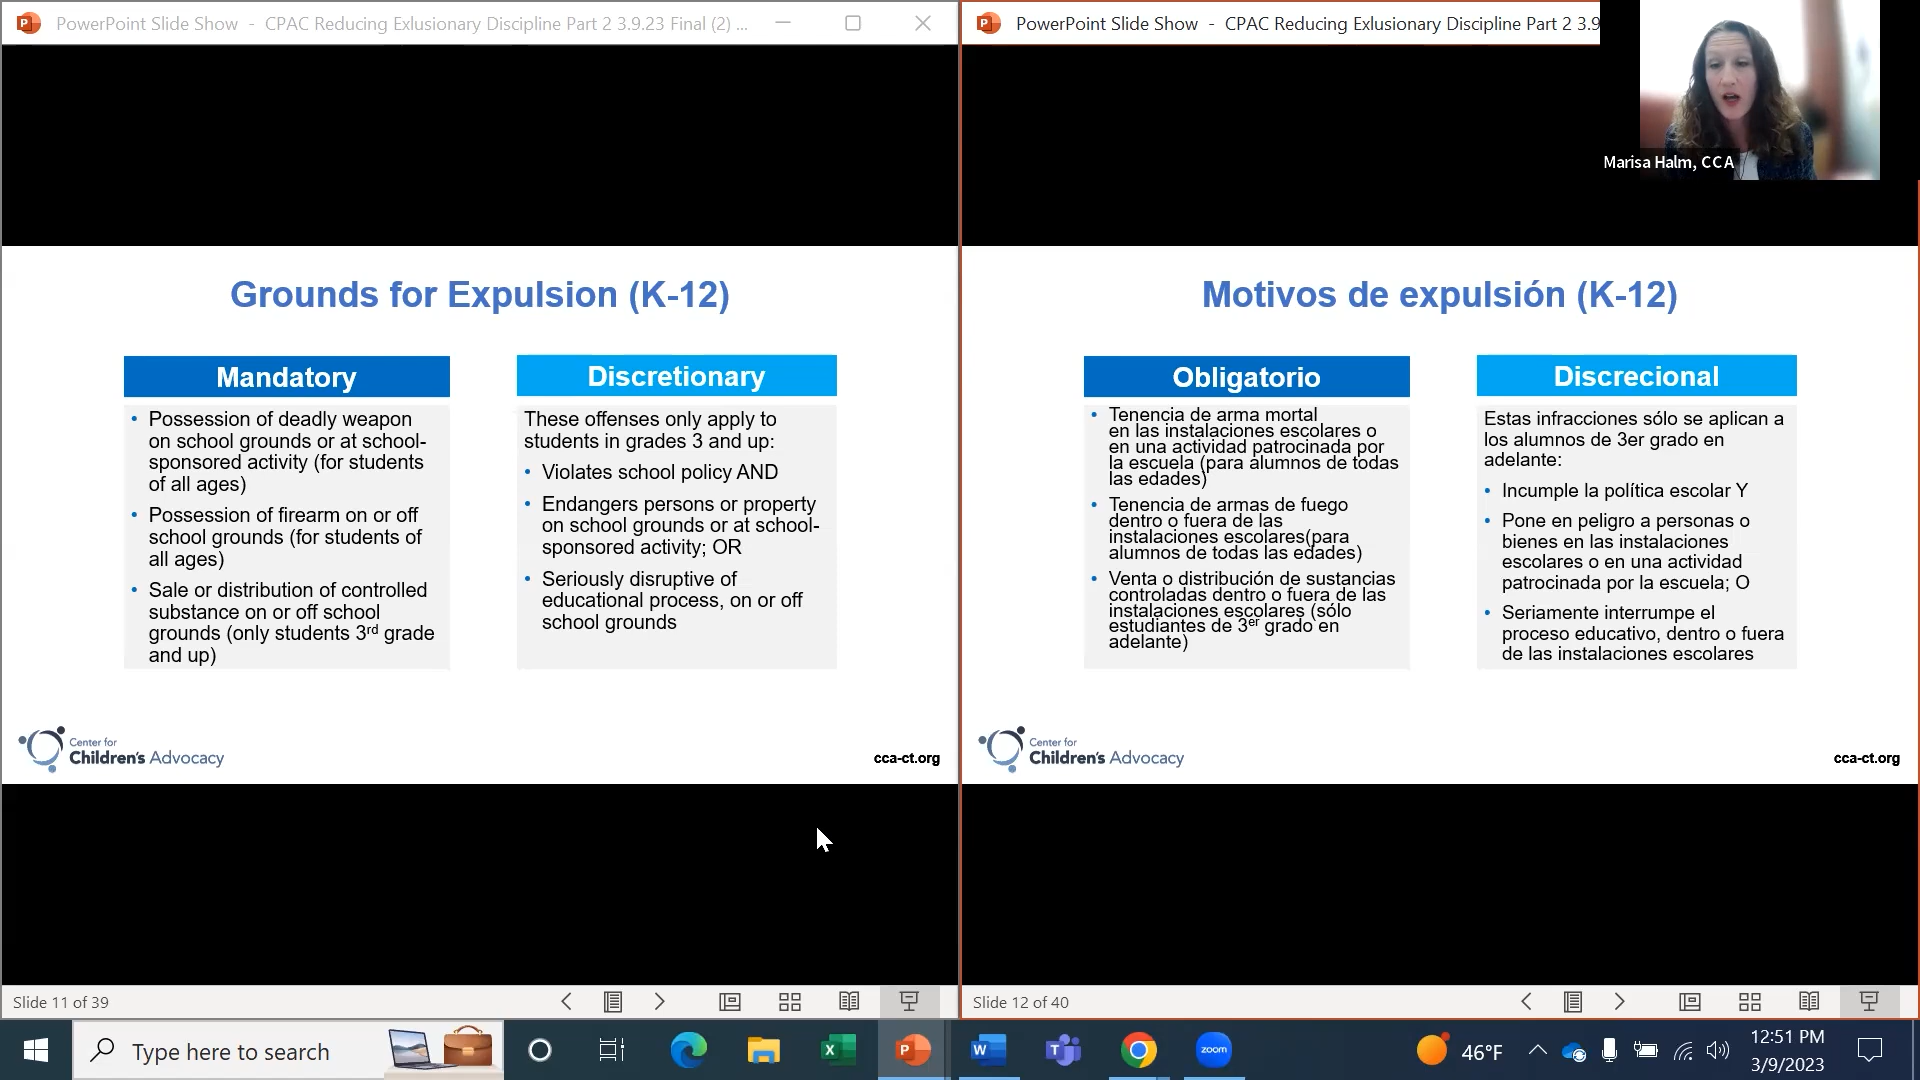 PowerPoint Slide Show - CPAC Reducing Exlusionary Discipline Part 2 3.9.23 Final (2) ...
Grounds for Expulsion (K-12)
Mandatory
• Possession of deadly weapon
on school grounds or at school-
sponsored activity (for students
of all ages)
• Possession of firearm on or off
school grounds (for students of
all ages)
• Sale or distribution of controlled
substance on or off school
grounds (only students 3rd grade
and up)
Discretionary
These offenses only apply to
students in grades 3 and up:
• Violates school policy AND
• Endangers persons or property
on school grounds or at school-
sponsored activity; OR
• Seriously disruptive of
educational process, on or off
school grounds
Center for
Children's Advocacy
cca-ct.org
Slide 11 of 39
PowerPoint Slide Show - CPAC Reducing Exlusionary Discipline Part 2 3.9
Marisa Halm, CCA
Motivos de expulsión (K-12)
Obligatorio
• Tenencia de arma mortal
en las instalaciones escolares o
en una actividad patrocinada por
la escuela (para alumnos de todas
las edades)
• Tenencia de armas de fuego
dentro o fuera de las
instalaciones escolares(para
alumnos de todas las edades)
• Venta o distribución de sustancias
controladas dentro o fuera de las
instalaciones escolares (sólo
estudiantes de 3er grado en
adelante)
Discrecional
Estas infracciones sólo se aplican a
los alumnos de 3er grado en
adelante:
• Incumple la política escolar Y
• Pone en peligro a personas o
bienes en las instalaciones
escolares o en una actividad
patrocinada por la escuela; O
• Seriamente interrumpe el
proceso educativo, dentro o fuera
de las instalaciones escolares
Center for
Children's Advocacy
cca-ct.org
Slide 12 of 40
Type here to search
zoom
46°F
12:51 PM
3/9/2023